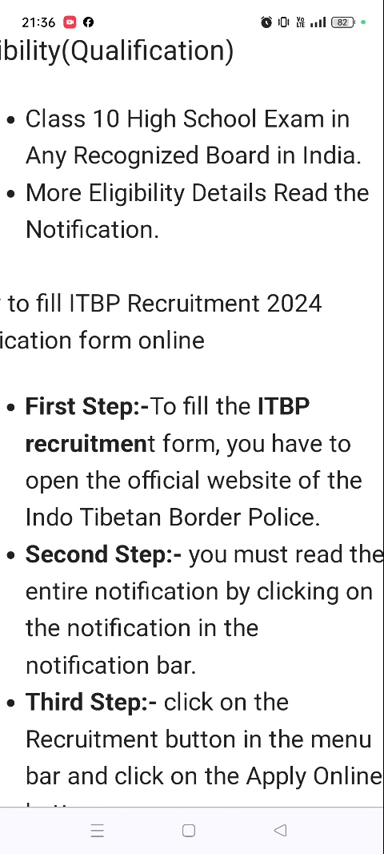 21:36
82
ibility(Qualification)
Class 10 High School Exam in
Any Recognized Board in India.
More Eligibility Details Read the
Notification.
to fill ITBP Recruitment 2024
ication form online
First Step:-To fill the ITBP
recruitment form, you have to
open the official website of the
Indo Tibetan Border Police.
Second Step:- you must read the
entire notification by clicking on
the notification in the
notification bar.
Third Step:- click on the
Recruitment button in the menu
bar and click on the Apply Online